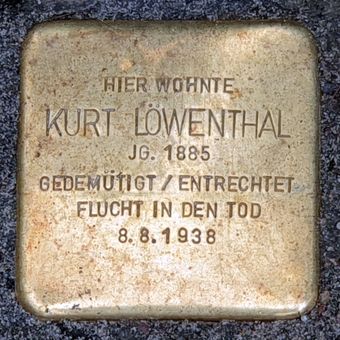 HIER WOHNTE
KURT LÖWENTHAL
JG. 1885
GEDEMÜTIGT / ENTRECHTET
FLUCHT IN DEN TOD
8.8.1938